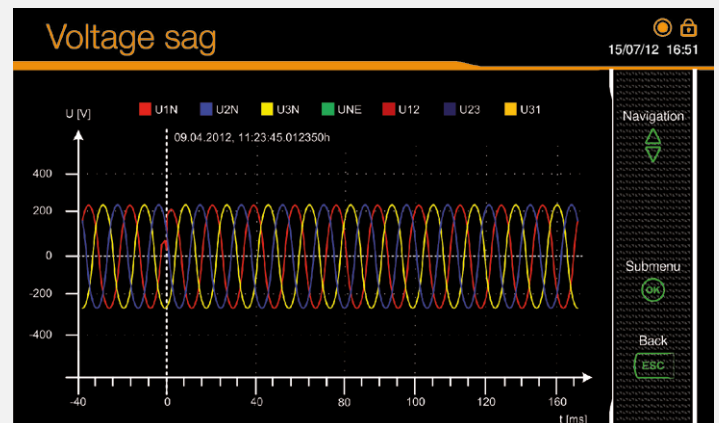 Voltage sag
15/07/12 16:51
U [V] U1N U2N U3N UNE U12 U23 U31
09.04.2012, 11:23:45.012350h
400
200
0
-200
-400
-40 0 40 80 100 120 160
t [ms]
Navigation
Submenu
OK
Back
ESC